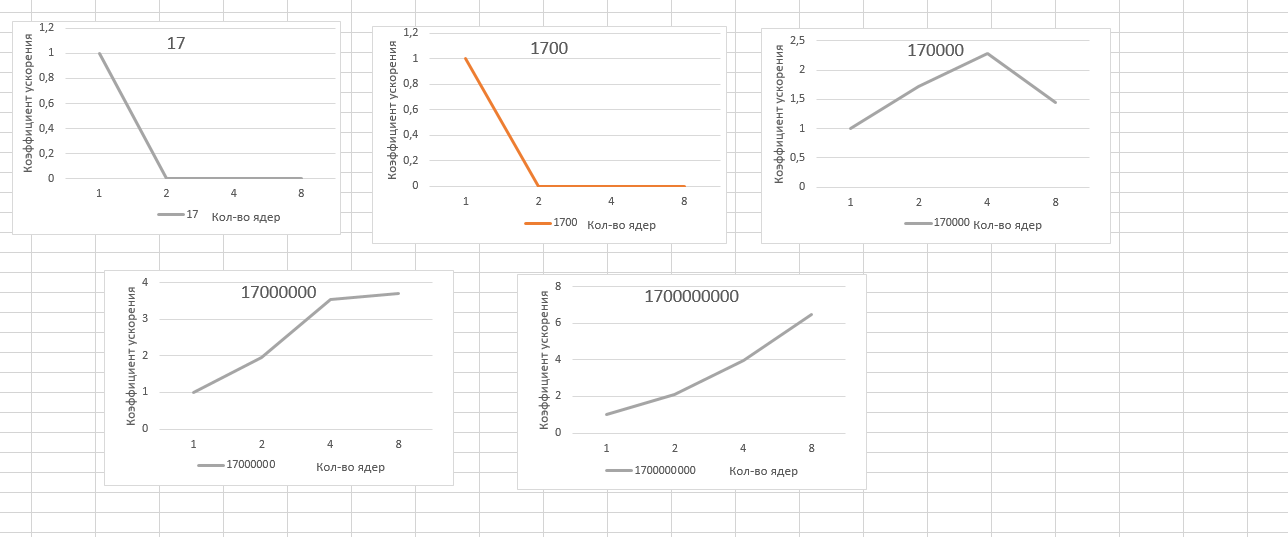 17
Коэффициент ускорения
1,2
1
0,8
0,6
0,4
0,2
0
1 2 4 8
17 Кол-во ядер
1700
Коэффициент ускорения
1,2
1
0,8
0,6
0,4
0,2
0
1 2 4 8
1700 Кол-во ядер
170000
Коэффициент ускорения
2,5
2
1,5
1
0,5
0
1 2 4 8
170000 Кол-во ядер
17000000
Коэффициент ускорения
4
3
2
1
0
1 2 4 8
17000000 Кол-во ядер
1700000000
Коэффициент ускорения
8
6
4
2
0
1 2 4 8
1700000000 Кол-во ядер